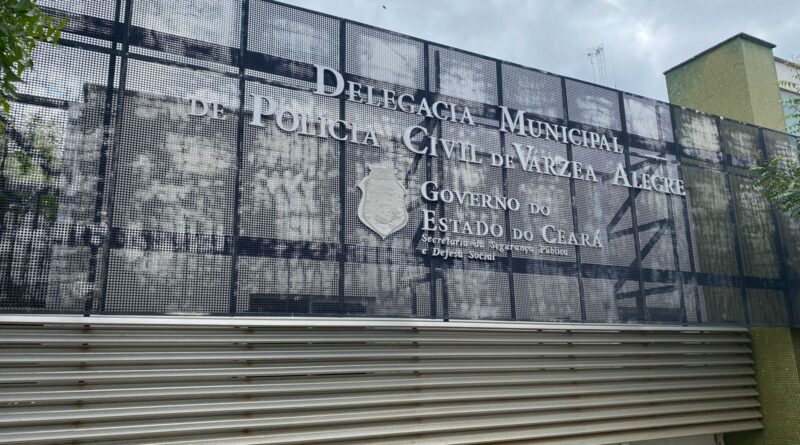 Delegacia Municipal
de Polícia Civil de Várzea Alegre
Governo do
Estado do Ceará
Secretaria da Segurança Pública
e Defesa Social